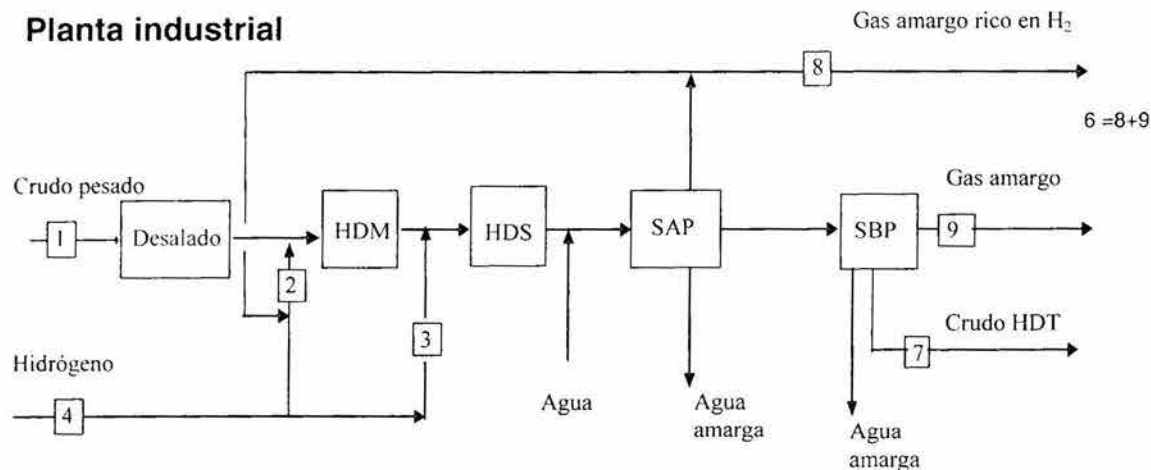 Planta industrial
Gas amargo rico en H₂
8
6 =8+9
Crudo pesado
1
Desalado
HDM
HDS
SAP
SBP
Gas amargo
9
2
3
Crudo HDT
7
Hidrógeno
4
Agua
Agua
amarga
Agua
amarga